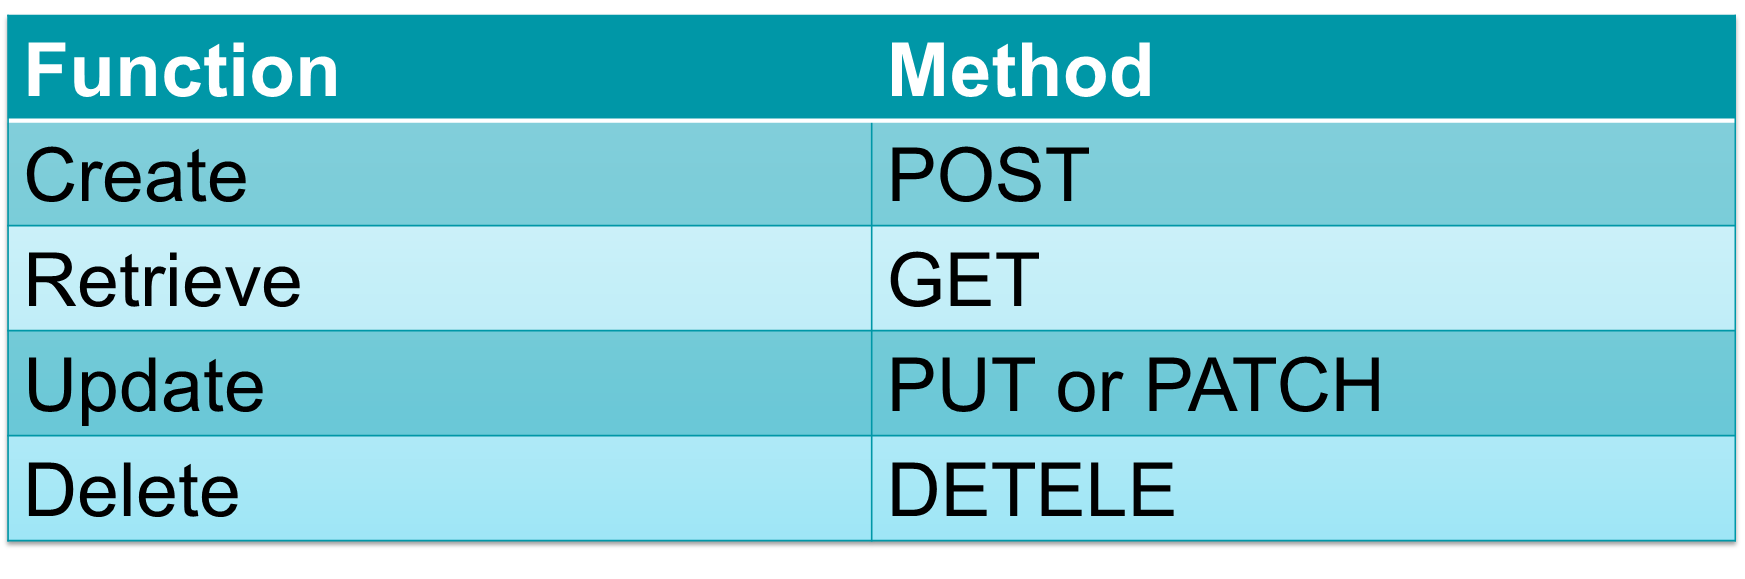 Function Method
Create POST
Retrieve GET
Update PUT or PATCH
Delete DETELE